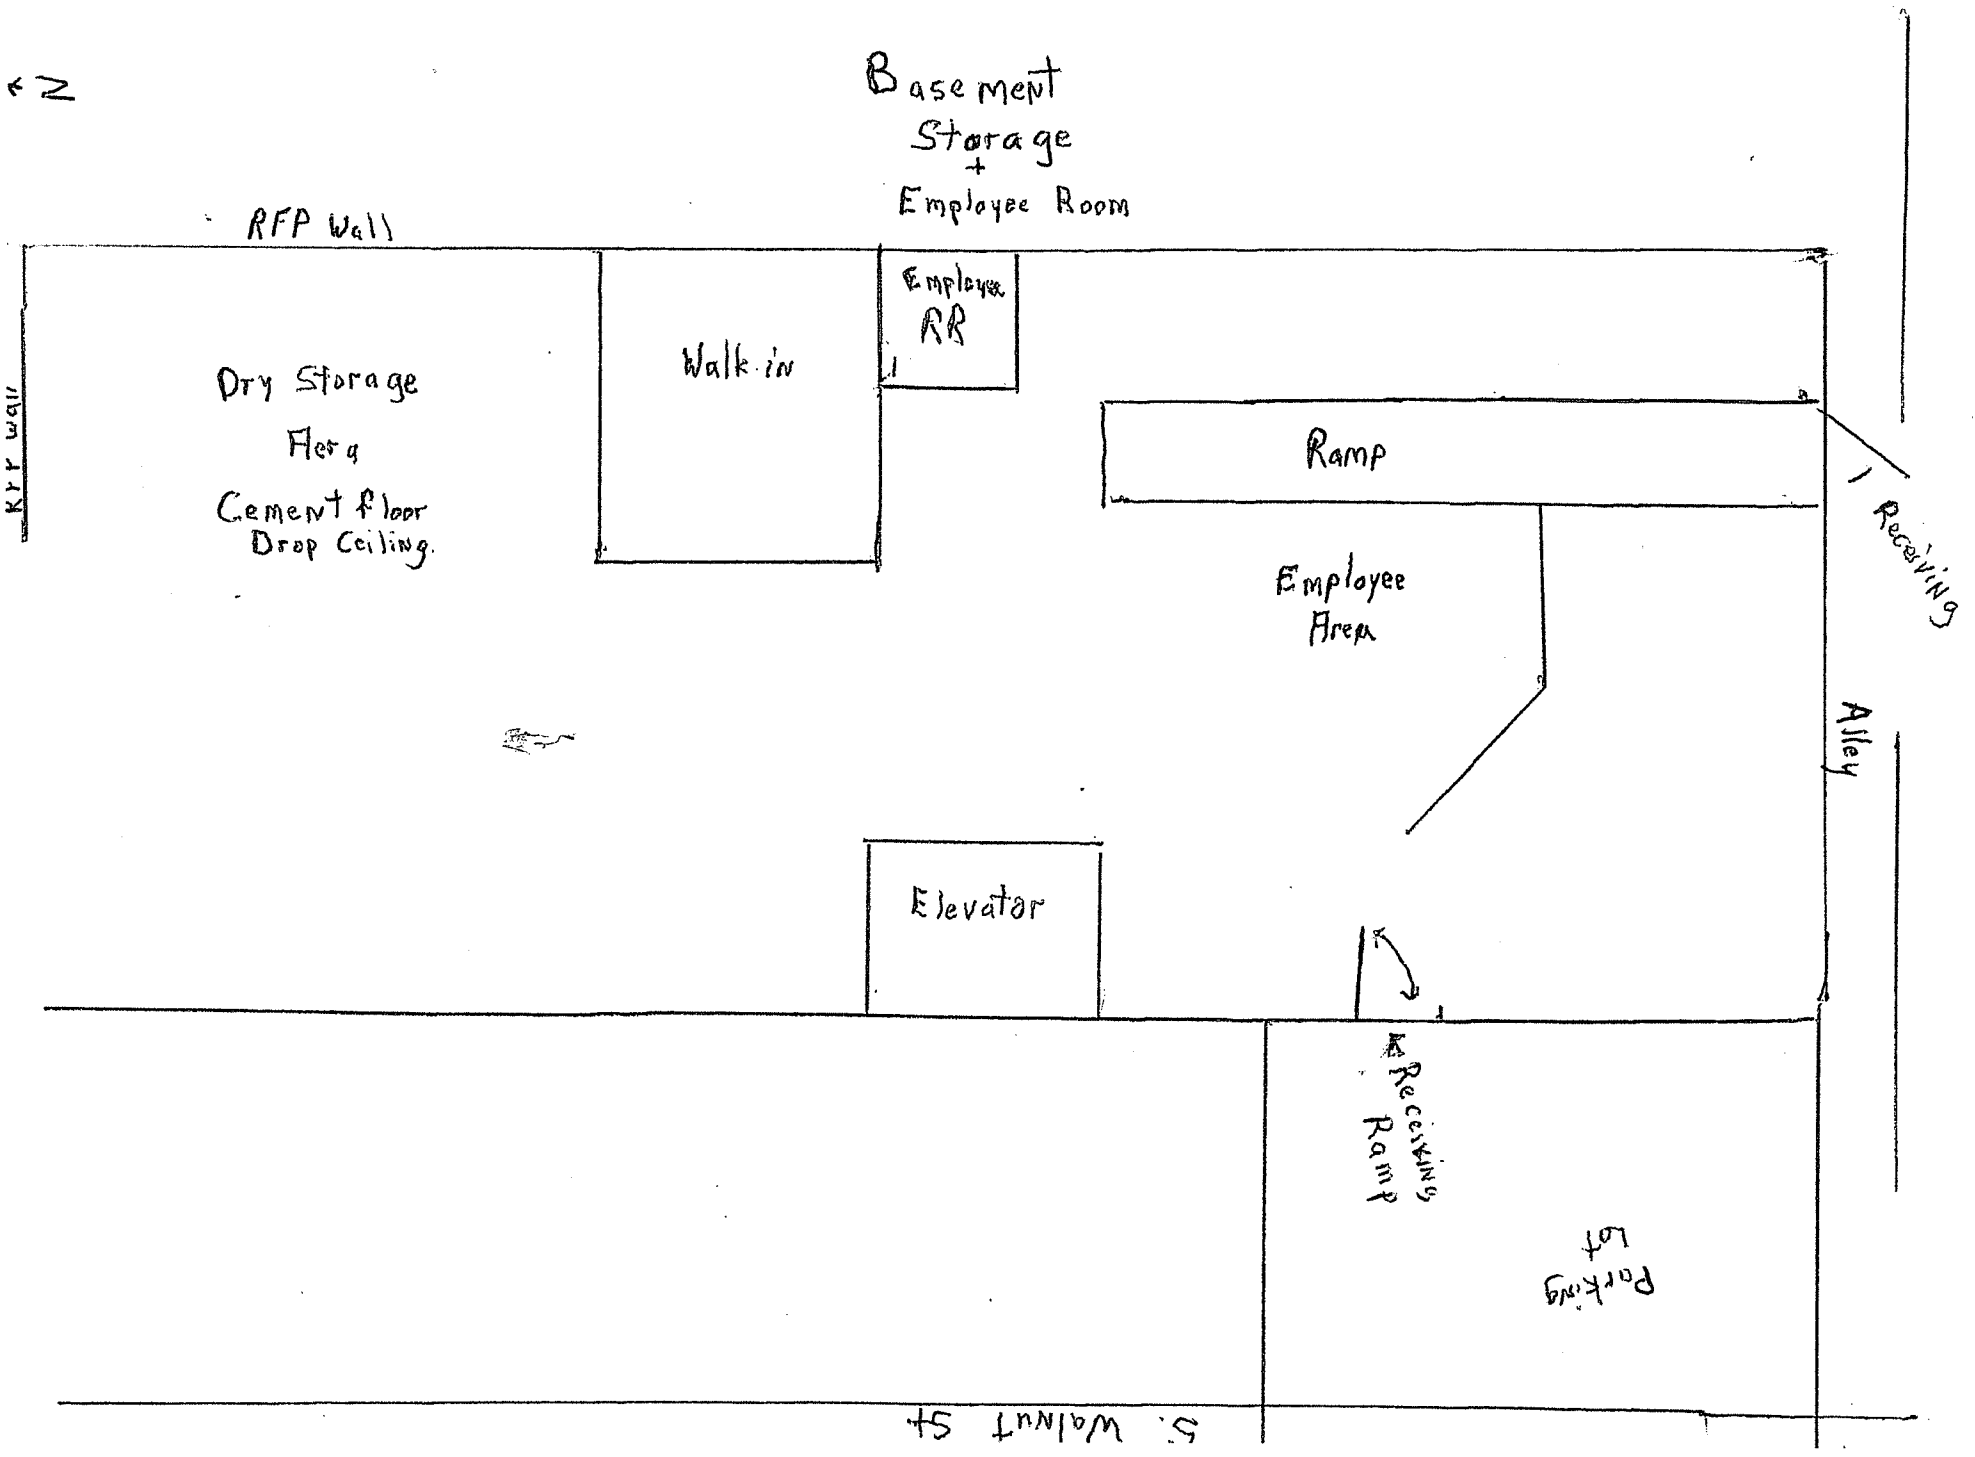 N
Basement
Storage
+
Employee Room
RFP Wall
Employee
RR
Walk-in
Dry Storage
Aera
Cement floor
Drop Ceiling.
Ramp
Receiving
Employee
Area
Alley
Elevator
Receiving
Ramp
Parking
Lot
S. Walnut St